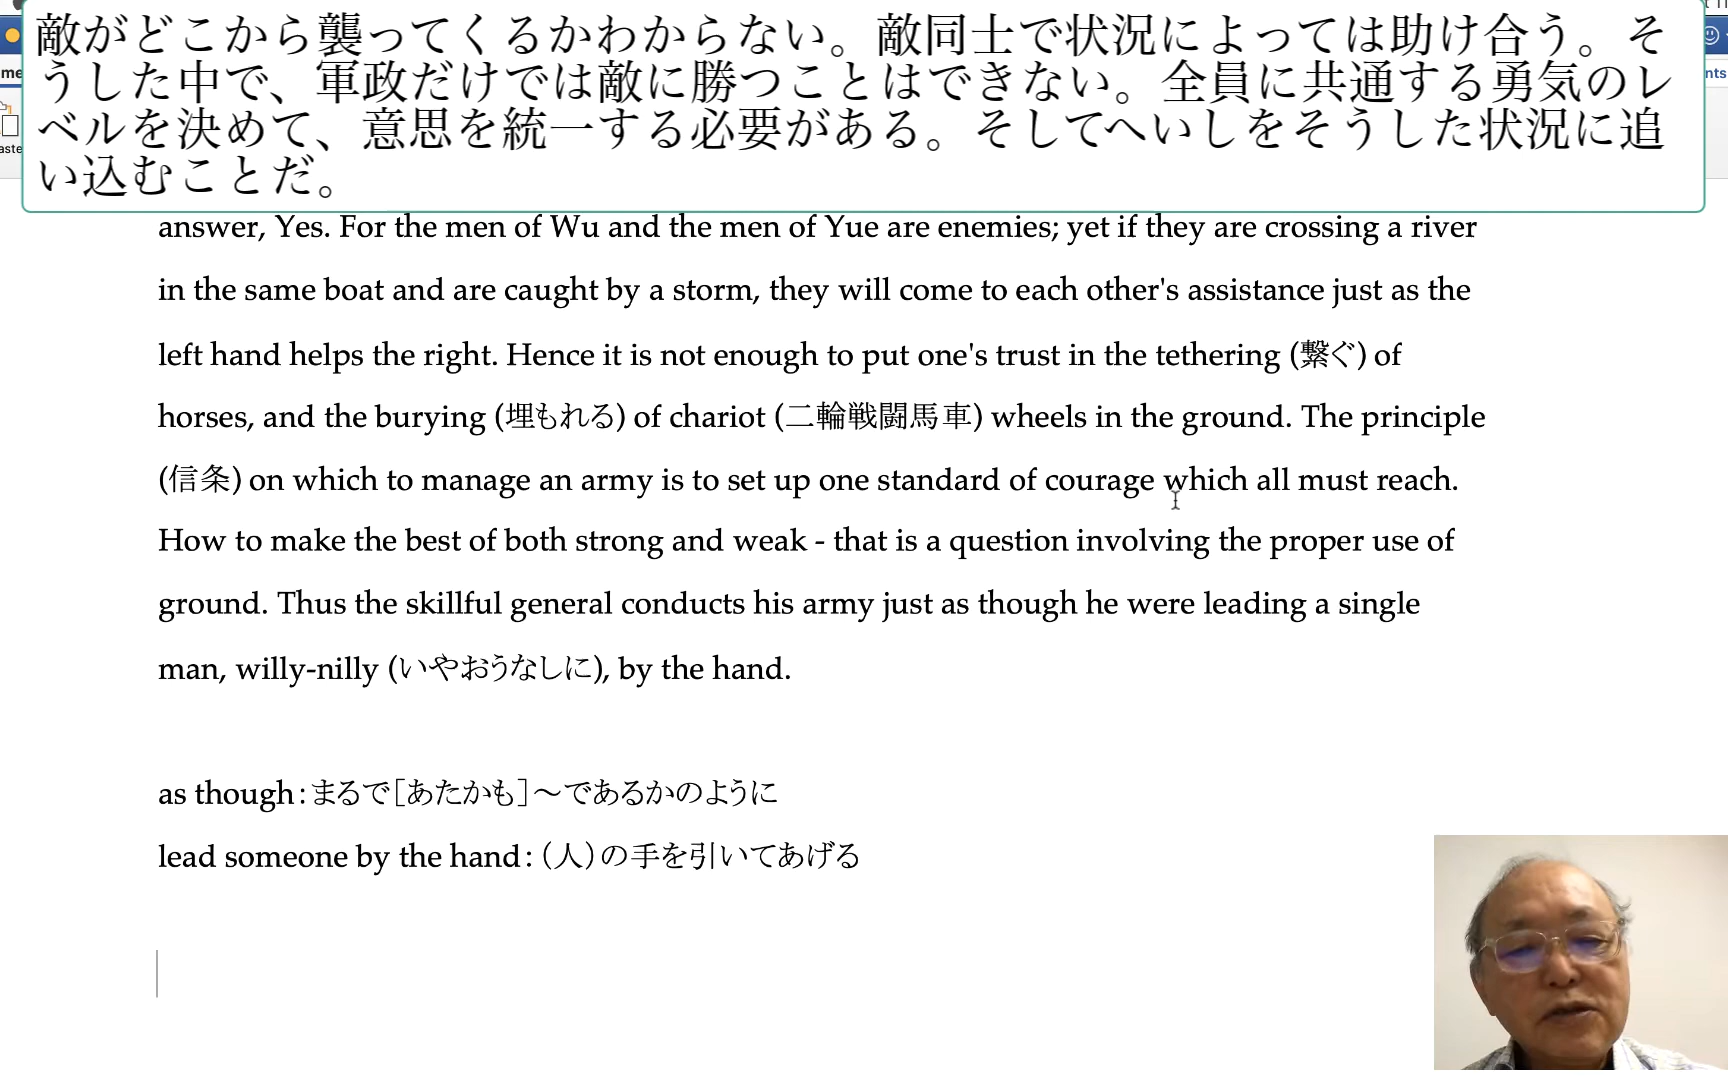 敵がどこから襲ってくるかわからない。敵同士で状況によっては助け合う。そ
うした中で、軍政だけでは敵に勝つことはできない。全員に共通する勇気のレ
ベルを決めて、意思を統一する必要がある。そしてへいしをそうした状況に追
い込むことだ。
me
nts
aste
answer, Yes. For the men of Wu and the men of Yue are enemies; yet if they are crossing a river
in the same boat and are caught by a storm, they will come to each other's assistance just as the
left hand helps the right. Hence it is not enough to put one's trust in the tethering (繋ぐ) of
horses, and the burying (埋もれる) of chariot (二輪戦闘馬車) wheels in the ground. The principle
(信条) on which to manage an army is to set up one standard of courage which all must reach.
How to make the best of both strong and weak - that is a question involving the proper use of
ground. Thus the skillful general conducts his army just as though he were leading a single
man, willy-nilly (いやおうなしに), by the hand.
as though：まるで［あたかも］～であるかのように
lead someone by the hand：（人）の手を引いてあげる